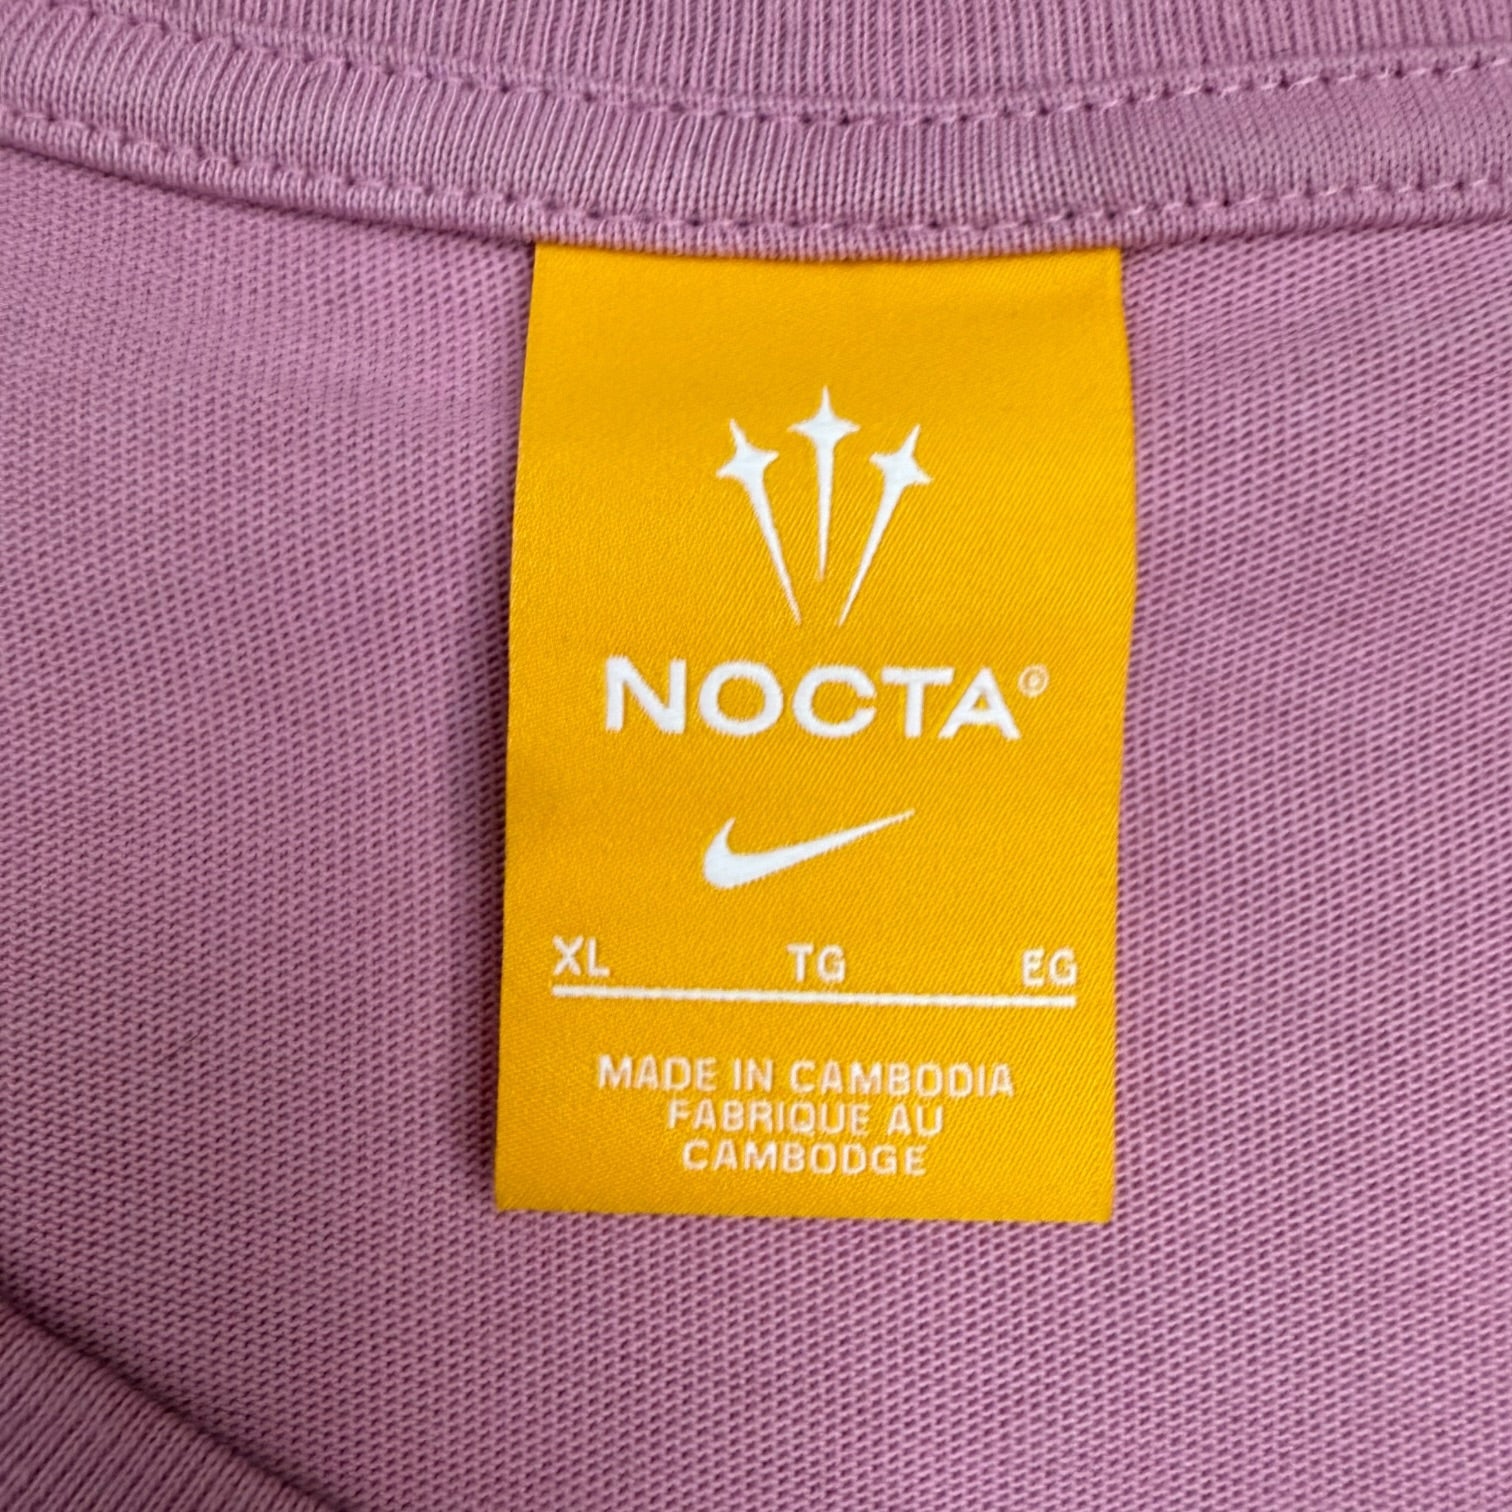 NOCTA®
XL TG EG
MADE IN CAMBODIA
FABRIQUE AU
CAMBODGE